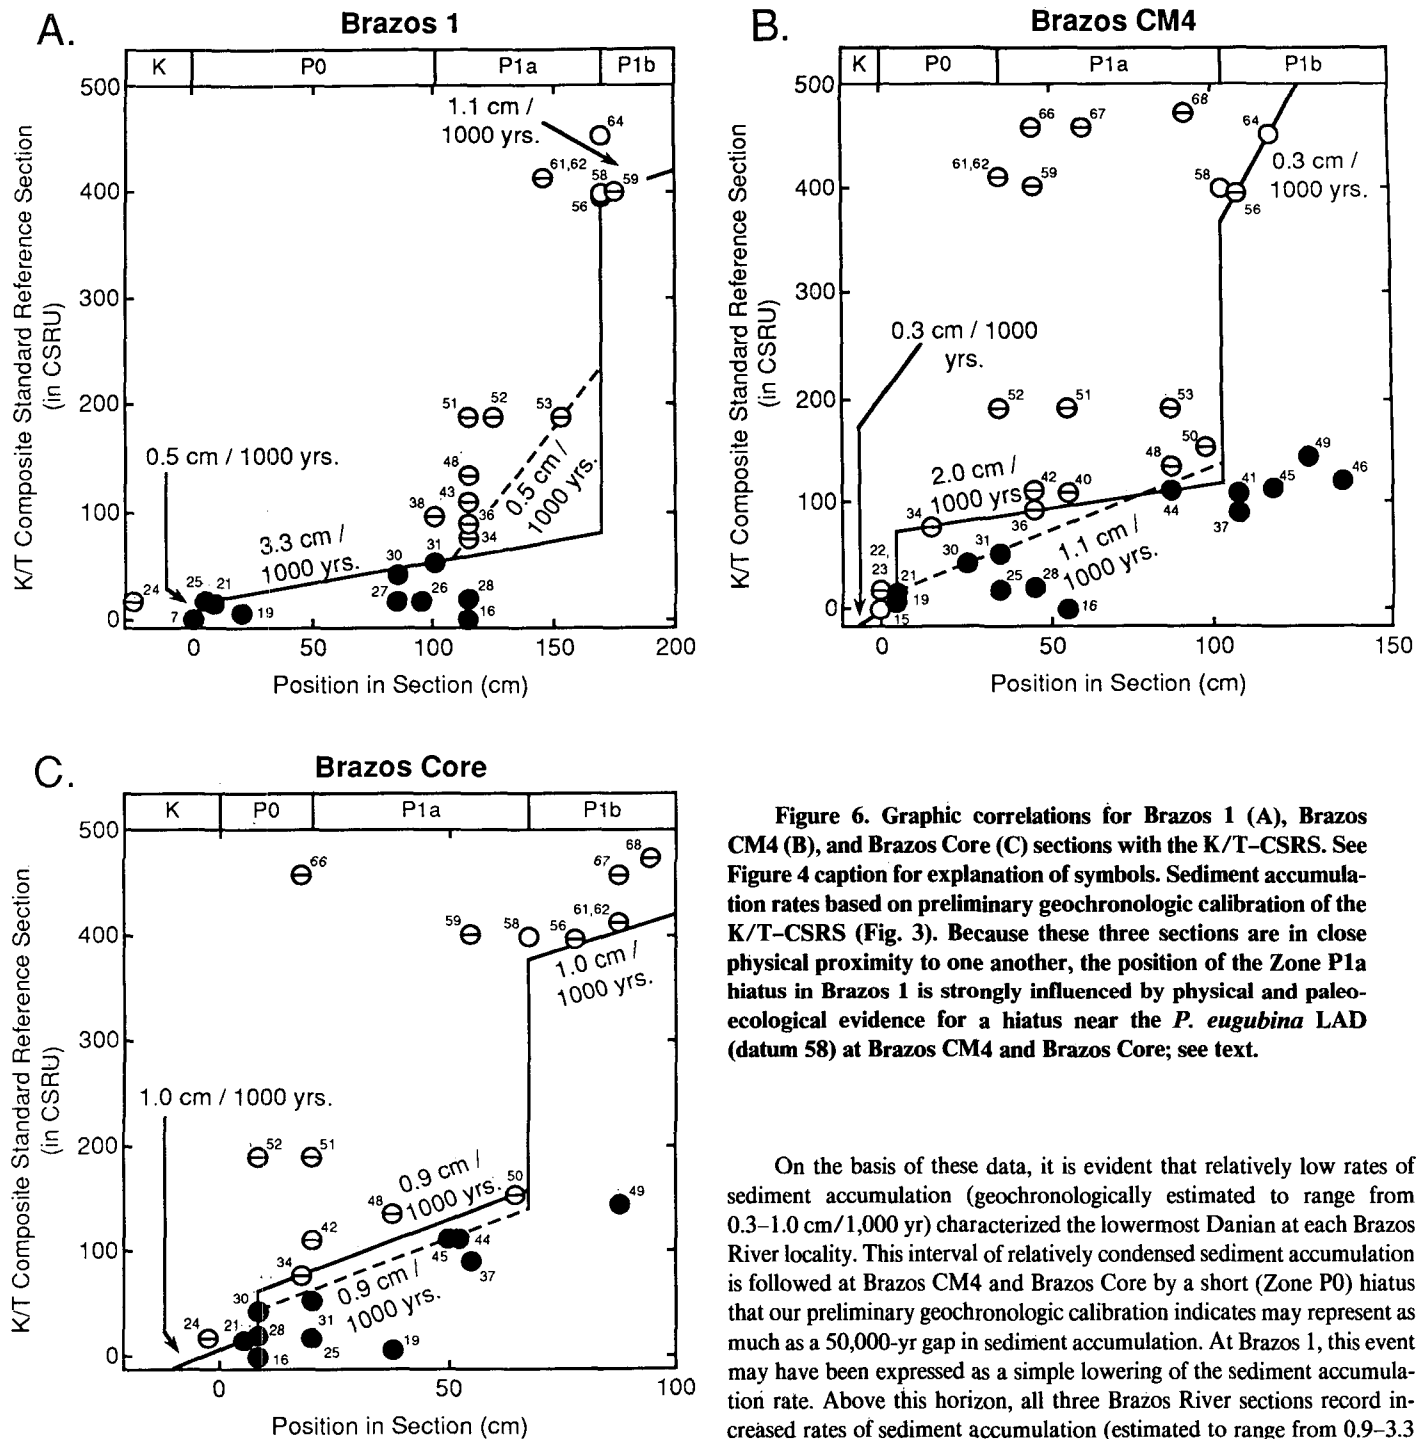 A.
Brazos 1
K P0 P1a P1b
500
400
300
200
100
0
K/T Composite Standard Reference Section
(in CSRU)
1.1 cm /
1000 yrs.
64
61,62
58
59
56
51
52
53
48
43
38
36
34
31
30
27
26
28
16
25
21
24
7
19
0.5 cm / 1000 yrs.
3.3 cm /
1000 yrs.
0.5 cm /
1000 yrs.
0 50 100 150 200
Position in Section (cm)
B.
Brazos CM4
K P0 P1a P1b
500
400
300
200
100
0
K/T Composite Standard Reference Section
(in CSRU)
66
67
68
61,62
59
64
58
56
0.3 cm /
1000 yrs.
0.3 cm / 1000
yrs.
52
51
53
50
48
49
46
45
41
37
44
42
40
36
34
2.0 cm /
1000 yrs.
1.1 cm /
1000 yrs.
22,
23
21
19
15
30
31
25
28
16
0 50 100 150
Position in Section (cm)
C.
Brazos Core
K P0 P1a P1b
500
400
300
200
100
0
K/T Composite Standard Reference Section
(in CSRU)
66
67
68
59
58
56
61,62
1.0 cm /
1000 yrs.
1.0 cm / 1000 yrs.
52
51
0.9 cm /
1000 yrs.
50
48
49
42
34
45
44
37
30
24
21
28
16
31
25
19
0.9 cm /
1000 yrs.
0 50 100
Position in Section (cm)
Figure 6. Graphic correlations for Brazos 1 (A), Brazos
CM4 (B), and Brazos Core (C) sections with the K/T–CSRS. See
Figure 4 caption for explanation of symbols. Sediment accumula-
tion rates based on preliminary geochronologic calibration of the
K/T–CSRS (Fig. 3). Because these three sections are in close
physical proximity to one another, the position of the Zone P1a
hiatus in Brazos 1 is strongly influenced by physical and paleo-
ecological evidence for a hiatus near the P. eugubina LAD
(datum 58) at Brazos CM4 and Brazos Core; see text.
On the basis of these data, it is evident that relatively low rates of
sediment accumulation (geochronologically estimated to range from
0.3–1.0 cm/1,000 yr) characterized the lowermost Danian at each Brazos
River locality. This interval of relatively condensed sediment accumulation
is followed at Brazos CM4 and Brazos Core by a short (Zone P0) hiatus
that our preliminary geochronologic calibration indicates may represent as
much as a 50,000-yr gap in sediment accumulation. At Brazos 1, this event
may have been expressed as a simple lowering of the sediment accumula-
tion rate. Above this horizon, all three Brazos River sections record in-
creased rates of sediment accumulation (estimated to range from 0.9–3.3